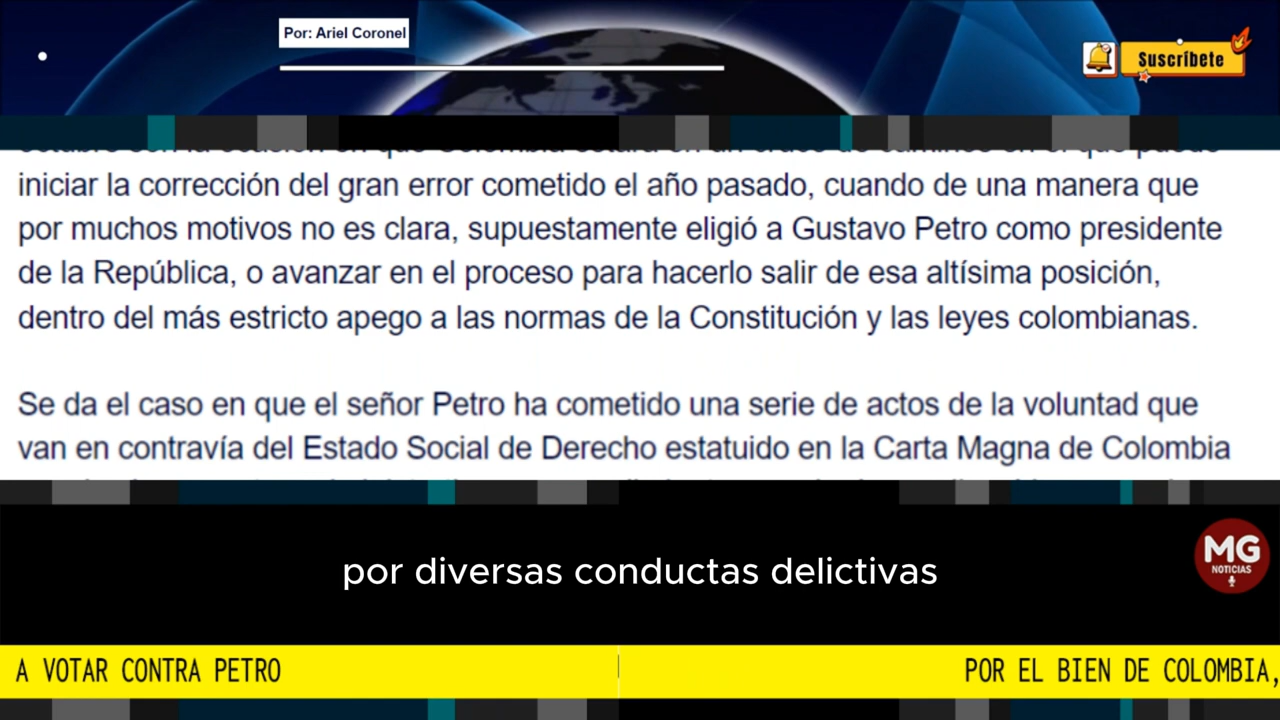 Por: Ariel Coronel
Suscríbete
iniciar la corrección del gran error cometido el año pasado, cuando de una manera que
por muchos motivos no es clara, supuestamente eligió a Gustavo Petro como presidente
de la República, o avanzar en el proceso para hacerlo salir de esa altísima posición,
dentro del más estricto apego a las normas de la Constitución y las leyes colombianas.
Se da el caso en que el señor Petro ha cometido una serie de actos de la voluntad que
van en contravía del Estado Social de Derecho estatuido en la Carta Magna de Colombia
por diversas conductas delictivas
MG
NOTICIAS
A VOTAR CONTRA PETRO
POR EL BIEN DE COLOMBIA,